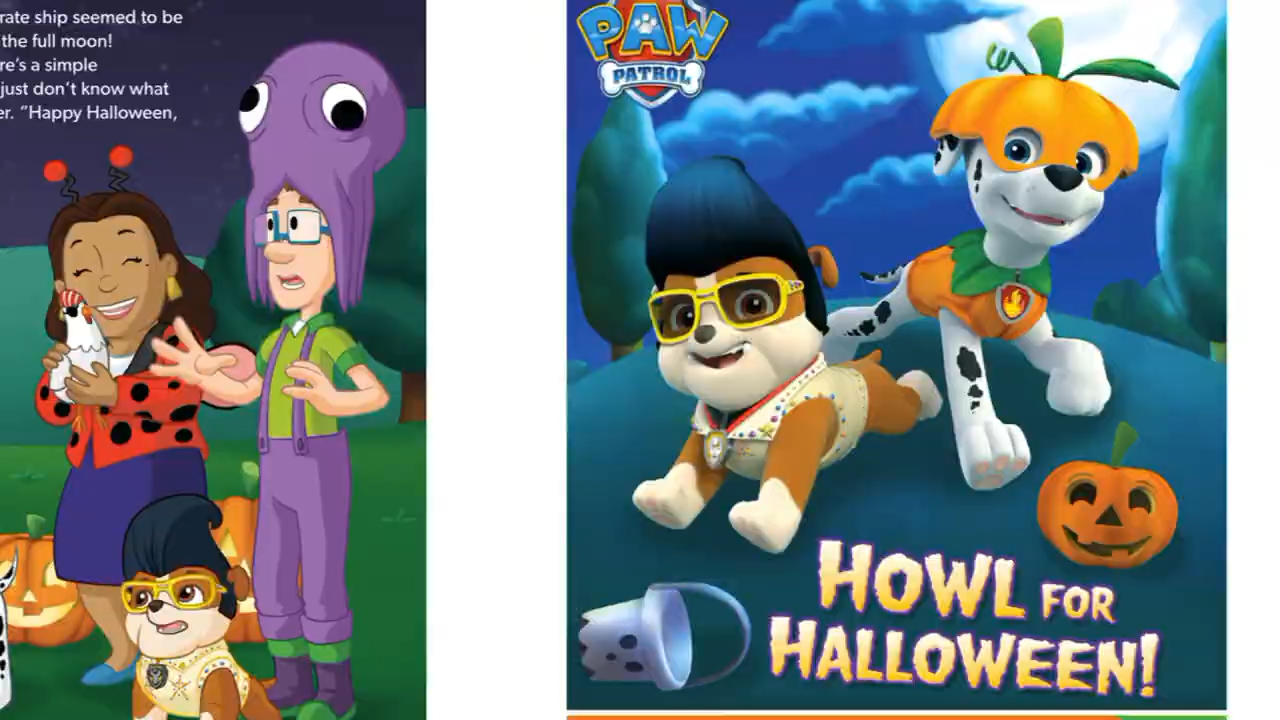 rate ship seemed to be
the full moon!
re's a simple
just don't know what
er. "Happy Halloween,
PAW
PATROL
HOWL FOR
HALLOWEEN!